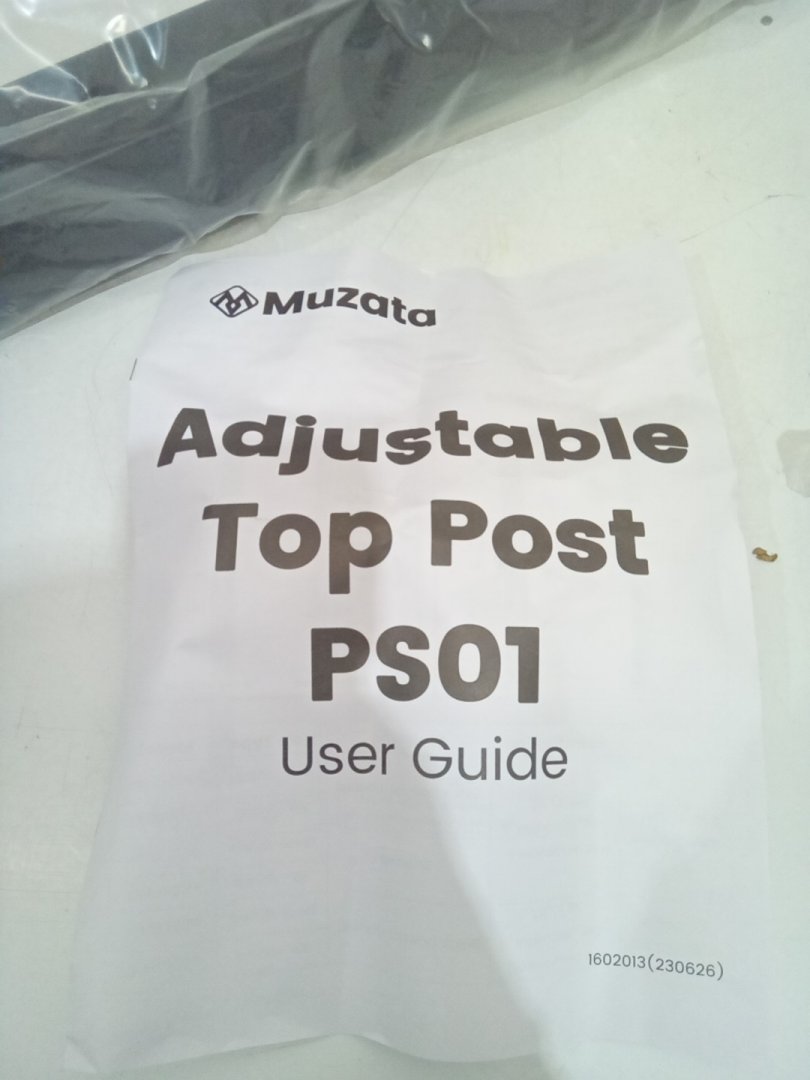 Muzata
Adjustable
Top Post
PS01
User Guide
1602013(230626)